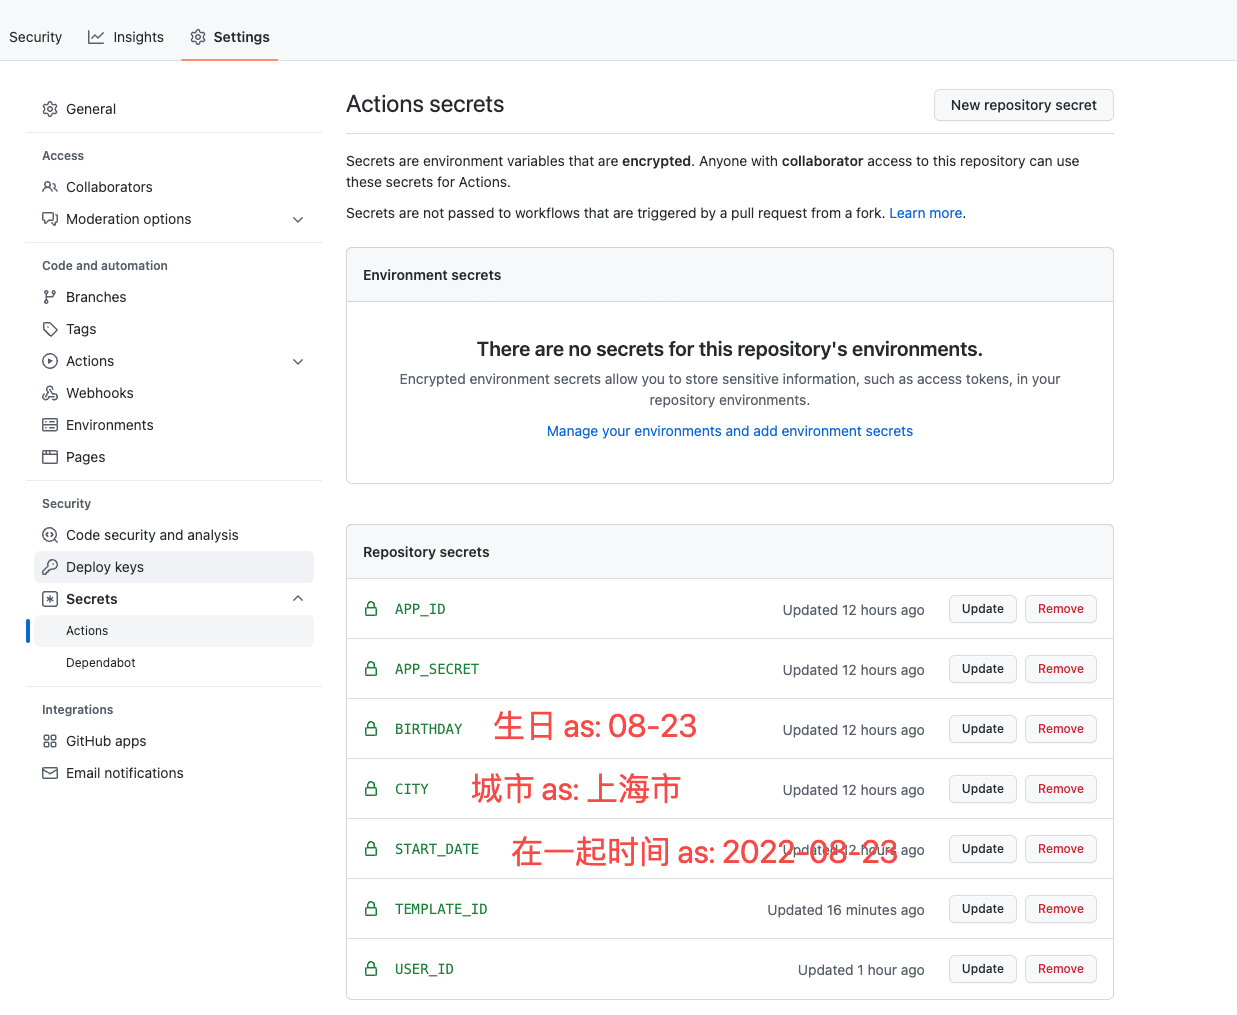 Security
Insights
Settings
General
Access
Collaborators
Moderation options
Code and automation
Branches
Tags
Actions
Webhooks
Environments
Pages
Security
Code security and analysis
Deploy keys
Secrets
Actions
Dependabot
Integrations
GitHub apps
Email notifications
Actions secrets
New repository secret
Secrets are environment variables that are encrypted. Anyone with collaborator access to this repository can use
these secrets for Actions.
Secrets are not passed to workflows that are triggered by a pull request from a fork. Learn more.
Environment secrets
There are no secrets for this repository's environments.
Encrypted environment secrets allow you to store sensitive information, such as access tokens, in your
repository environments.
Manage your environments and add environment secrets
Repository secrets
APP_ID Updated 12 hours ago Update Remove
APP_SECRET Updated 12 hours ago Update Remove
BIRTHDAY 生日 as: 08-23 Updated 12 hours ago Update Remove
CITY 城市 as: 上海市 Updated 12 hours ago Update Remove
START_DATE 在一起时间 as: 2022-08-23 Updated 12 hours ago Update Remove
TEMPLATE_ID Updated 16 minutes ago Update Remove
USER_ID Updated 1 hour ago Update Remove